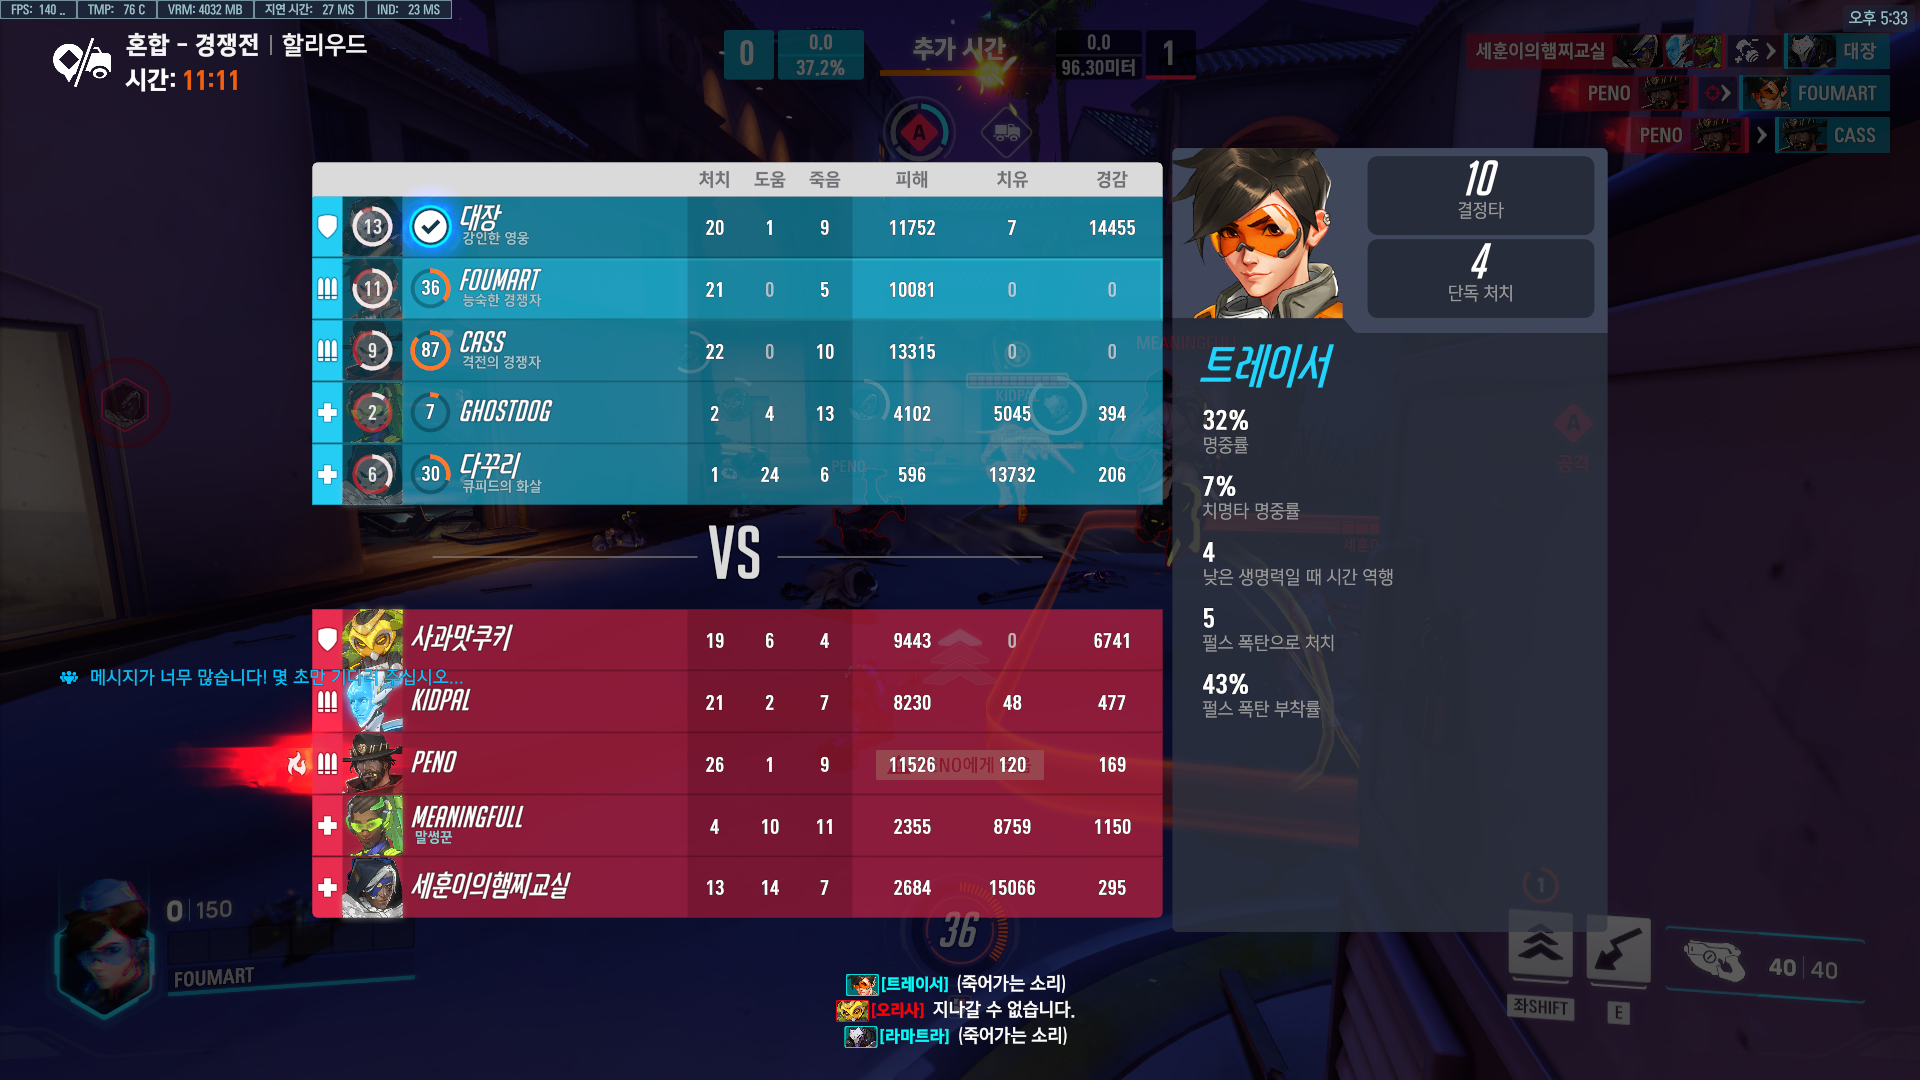 FPS: 140 .. TMP: 76 C VRM: 4032 MB 지연 시간: 27 MS IND: 23 MS
오후 5:33
혼합 - 경쟁전 | 할리우드
시간: 11:11
0 0.0 37.2%
추가 시간
0.0 96.30미터 1
A
세훈이의햄찌교실 대장
PENO FOUMART
PENO CASS
처치 도움 죽음 피해 치유 경감
13 대장 20 1 9 11752 7 14455
강인한 영웅
11 36 FOUMART 21 0 5 10081 0 0
능숙한 경쟁자
9 87 CASS 22 0 10 13315 0 0
격전의 경쟁자
2 7 GHOSTDOG 2 4 13 4102 5045 394
6 30 다꾸리 1 24 6 596 13732 206
큐피드의 화살
VS
사과맛쿠키 19 6 4 9443 0 6741
메시지가 너무 많습니다! 몇 초만 기다려 주십시오...
KIDPAL 21 2 7 8230 48 477
PENO 26 1 9 11526 120 169
MEANINGFULL 4 10 11 2355 8759 1150
말썽꾼
세훈이의햄찌교실 13 14 7 2684 15066 295
10
결정타
4
단독 처치
트레이서
32%
명중률
7%
치명타 명중률
4
낮은 생명력일 때 시간 역행
5
펄스 폭탄으로 처치
43%
펄스 폭탄 부착률
KIDPAL
PENO
A
공격
0 | 150
FOUMART
36
[트레이서] (죽어가는 소리)
[오리사] 지나갈 수 없습니다.
[라마트라] (죽어가는 소리)
1
좌SHIFT
E
40 | 40